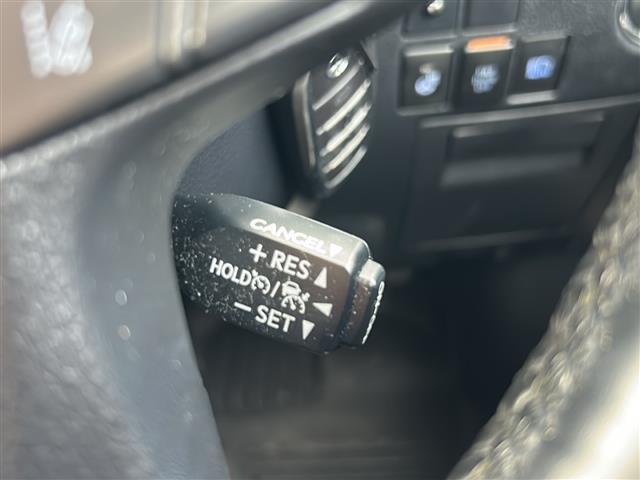 CANCEL
+ RES
HOLD /
- SET